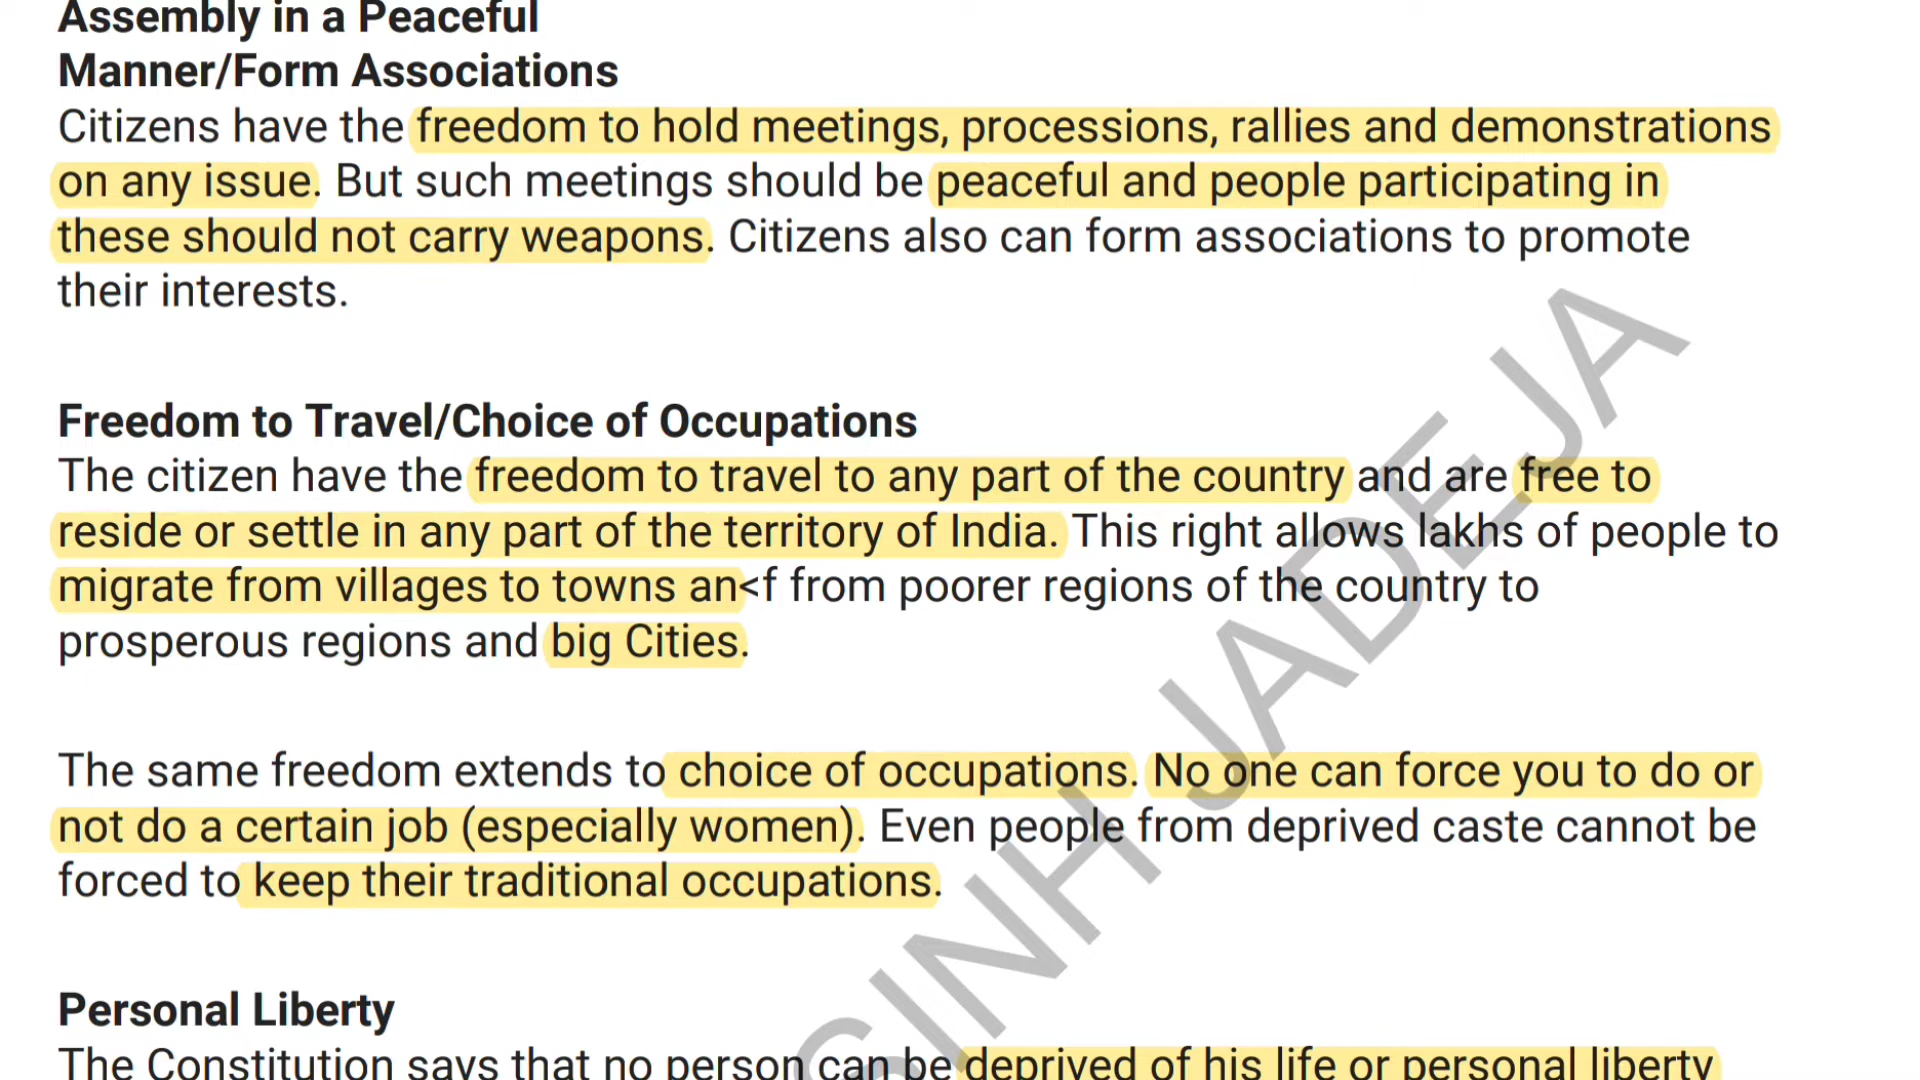 Assembly in a Peaceful
Manner/Form Associations
Citizens have the freedom to hold meetings, processions, rallies and demonstrations
on any issue. But such meetings should be peaceful and people participating in
these should not carry weapons. Citizens also can form associations to promote
their interests.
Freedom to Travel/Choice of Occupations
The citizen have the freedom to travel to any part of the country and are free to
reside or settle in any part of the territory of India. This right allows lakhs of people to
migrate from villages to towns an<f from poorer regions of the country to
prosperous regions and big Cities.
The same freedom extends to choice of occupations. No one can force you to do or
not do a certain job (especially women). Even people from deprived caste cannot be
forced to keep their traditional occupations.
Personal Liberty
The Constitution says that no person can be deprived of his life or personal liberty
SINH JADEJA